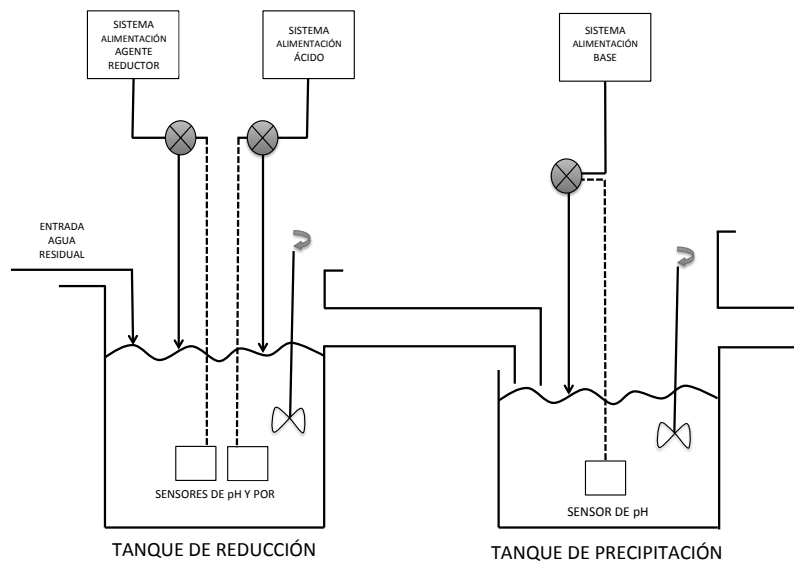 SISTEMA
ALIMENTACIÓN
AGENTE
REDUCTOR
SISTEMA
ALIMENTACIÓN
ÁCIDO
SISTEMA
ALIMENTACIÓN
BASE
ENTRADA
AGUA
RESIDUAL
SENSORES DE pH Y POR
SENSOR DE pH
TANQUE DE REDUCCIÓN
TANQUE DE PRECIPITACIÓN